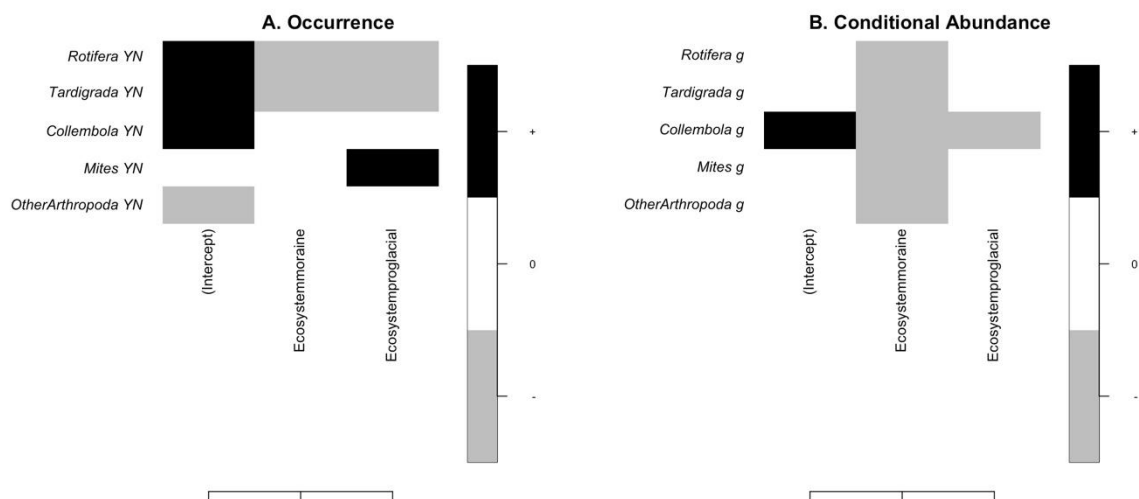 A. Occurrence
Rotifera YN
Tardigrada YN
Collembola YN
Mites YN
OtherArthropoda YN
(Intercept)
Ecosystemmoraine
Ecosystemproglacial
+
0
-
B. Conditional Abundance
Rotifera g
Tardigrada g
Collembola g
Mites g
OtherArthropoda g
(Intercept)
Ecosystemmoraine
Ecosystemproglacial
+
0
-